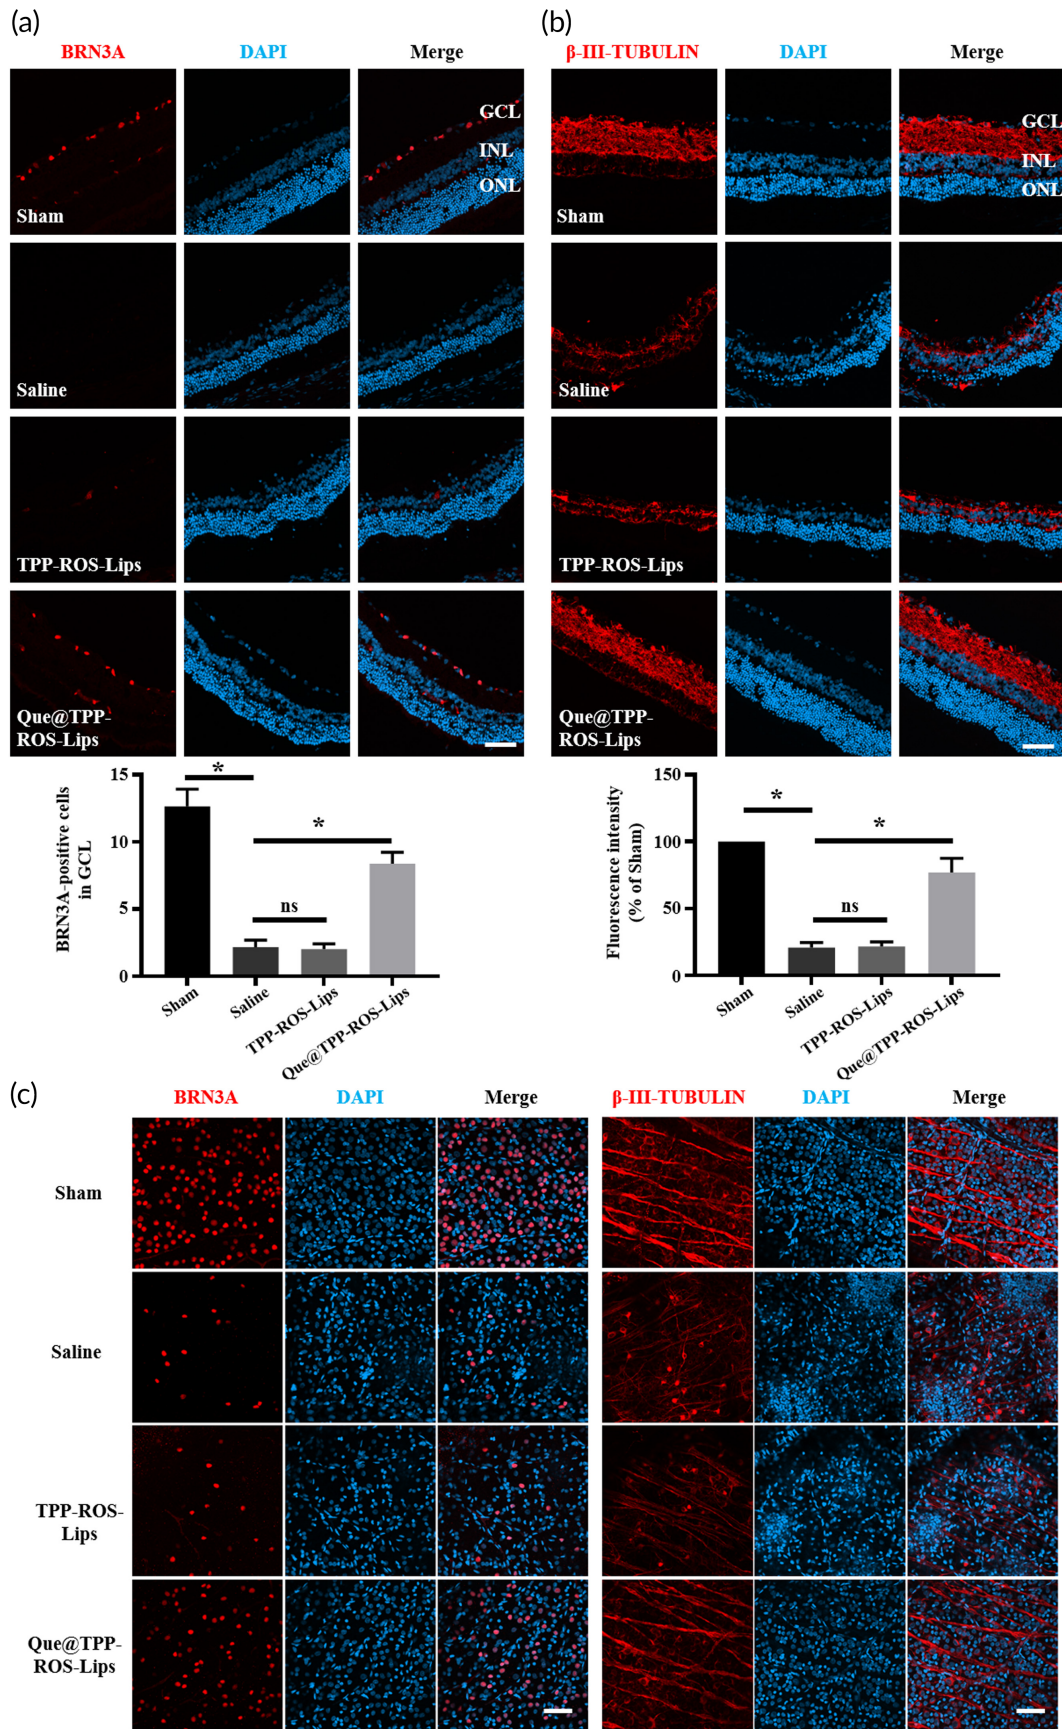 (a)
BRN3A DAPI Merge
GCL
INL
ONL
Sham
Saline
TPP-ROS-Lips
Que@TPP-
ROS-Lips
15
10
5
0
BRN3A-positive cells
in GCL
*
*
ns
Sham
Saline
TPP-ROS-Lips
Que@TPP-ROS-Lips
(b)
β-III-TUBULIN DAPI Merge
GCL
INL
ONL
Sham
Saline
TPP-ROS-Lips
Que@TPP-
ROS-Lips
150
100
50
0
Fluorescence intensity
(% of Sham)
*
*
ns
Sham
Saline
TPP-ROS-Lips
Que@TPP-ROS-Lips
(c)
BRN3A DAPI Merge β-III-TUBULIN DAPI Merge
Sham
Saline
TPP-ROS-
Lips
Que@TPP-
ROS-Lips